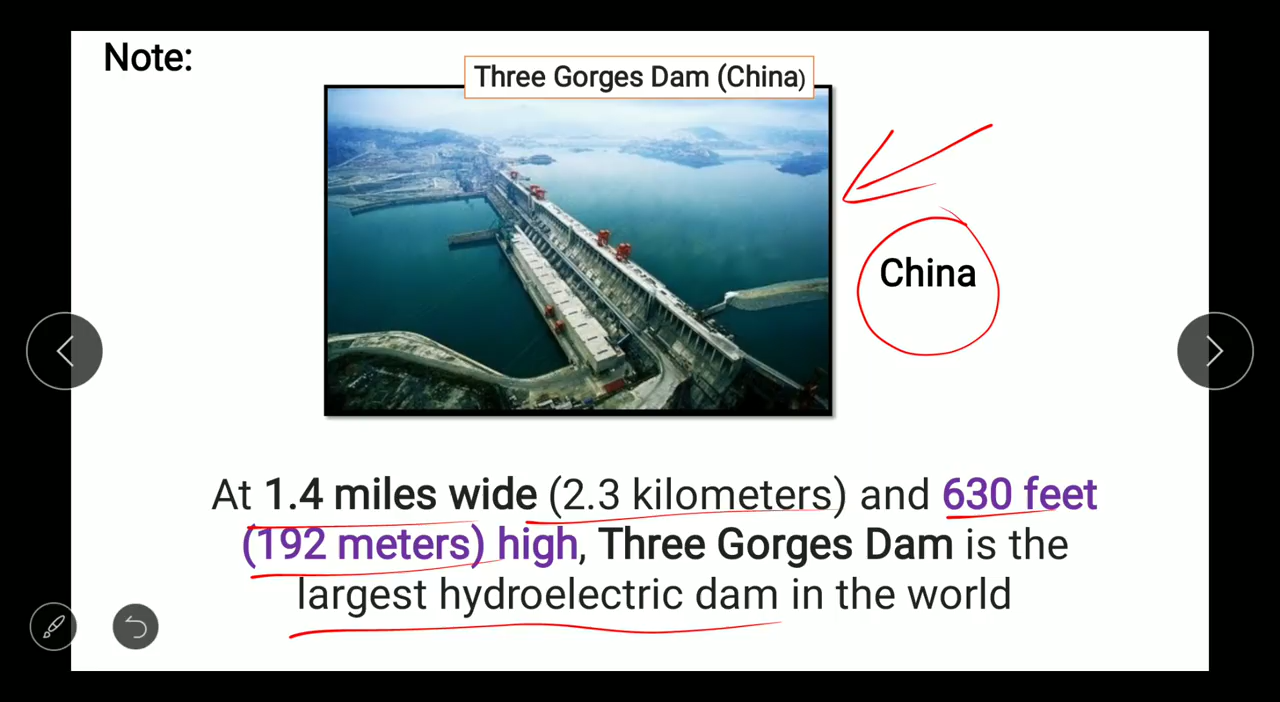 Note:
Three Gorges Dam (China)
China
At 1.4 miles wide (2.3 kilometers) and 630 feet
(192 meters) high, Three Gorges Dam is the
largest hydroelectric dam in the world